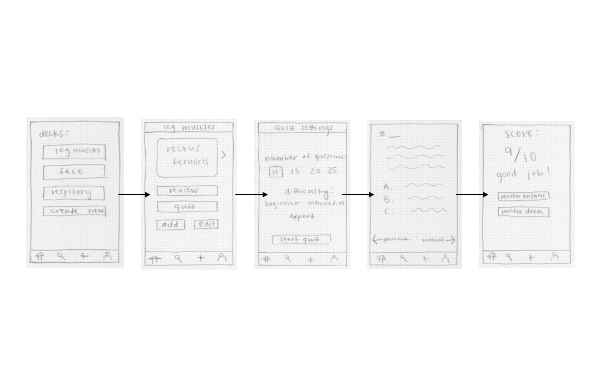 decks:
leg muscles
face
respitory
create new
leg muscles
rectus
femoris
review
quiz
Add
Edit
Quiz settings
number of questions:
10 15 20 25
difficulty:
beginner intermediate
expert
start quiz
#
A.
B.
C.
previous
score:
9/10
good job!
review answers
review deck